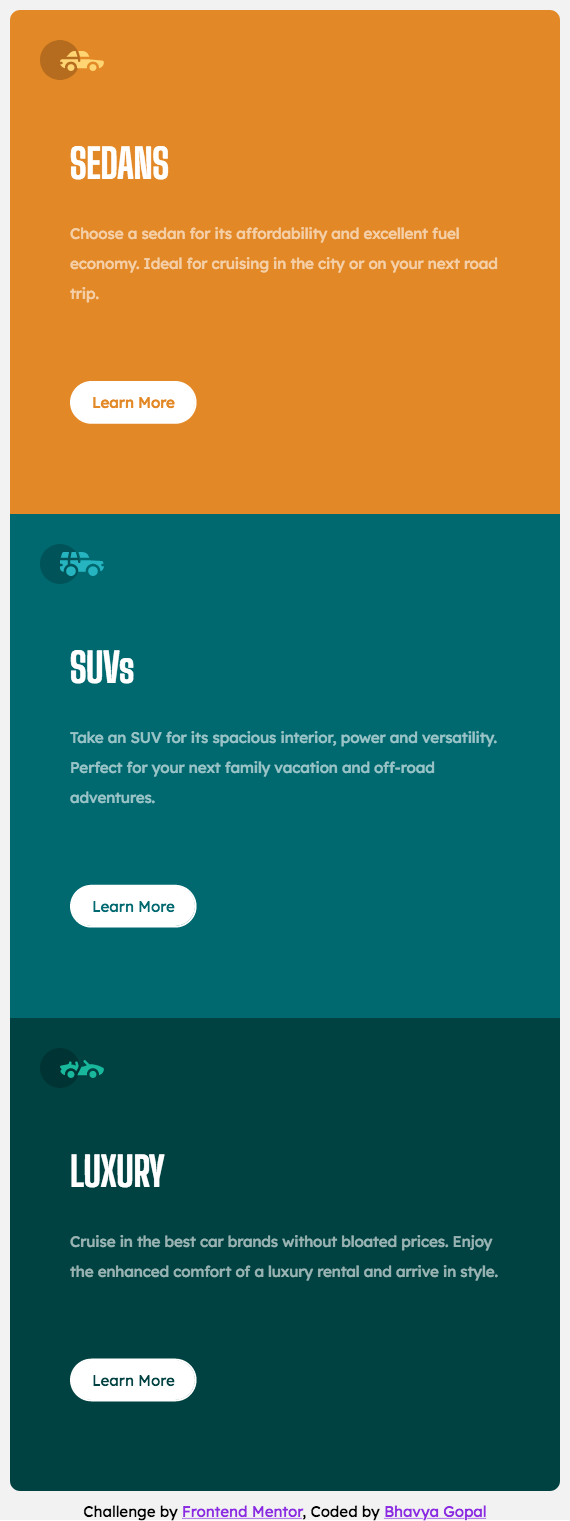 SEDANS
Choose a sedan for its affordability and excellent fuel
economy. Ideal for cruising in the city or on your next road
trip.
Learn More
SUVs
Take an SUV for its spacious interior, power and versatility.
Perfect for your next family vacation and off-road
adventures.
Learn More
LUXURY
Cruise in the best car brands without bloated prices. Enjoy
the enhanced comfort of a luxury rental and arrive in style.
Learn More
Challenge by Frontend Mentor, Coded by Bhavya Gopal